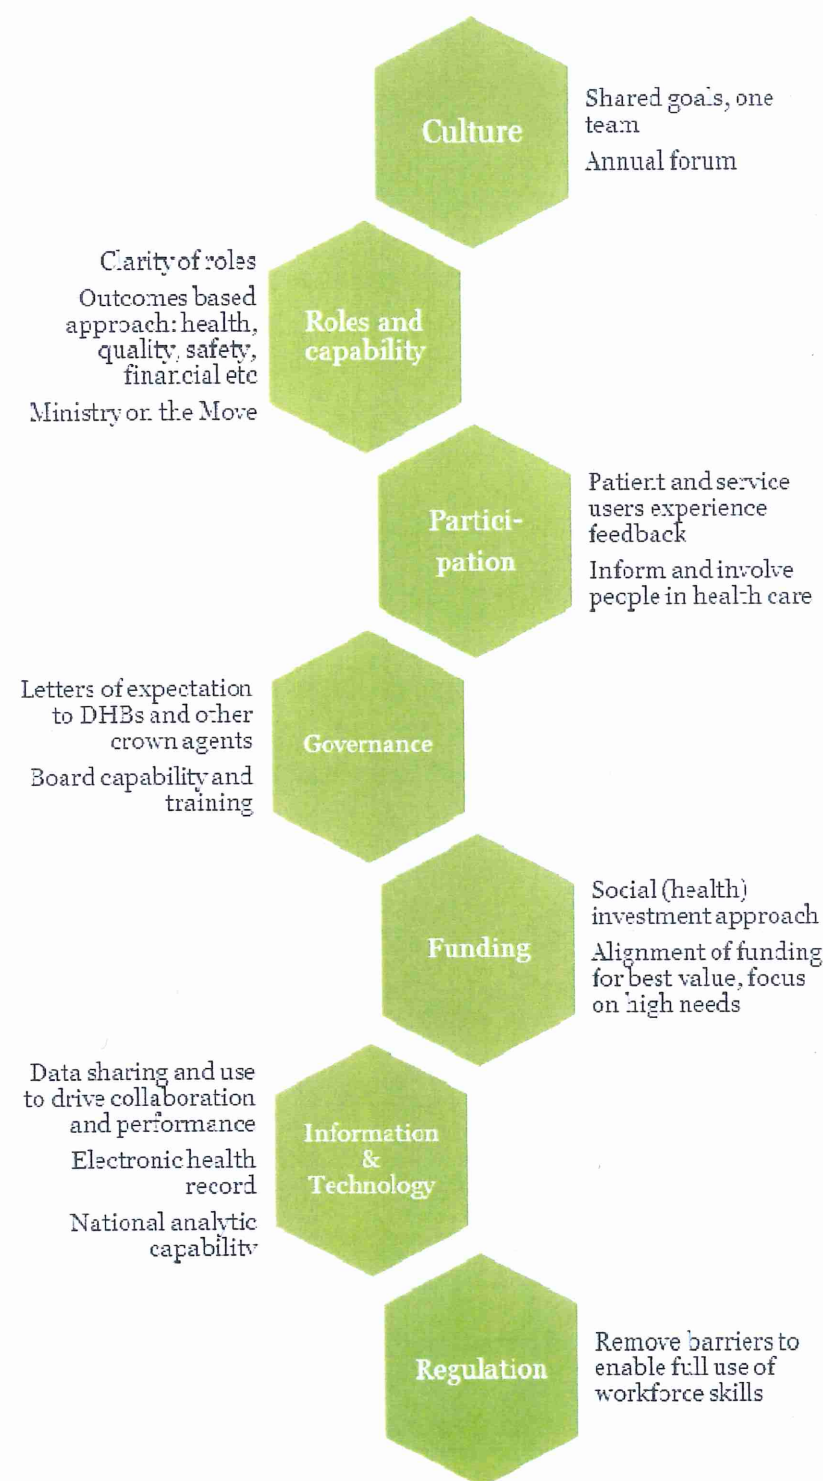 Culture
Shared goals, one
team
Annual forum
Clarity of roles
Outcomes based
approach: health,
quality, safety,
financial etc
Ministry on the Move
Roles and
capability
Partici-
pation
Patient and service
users experience
feedback
Inform and involve
people in health care
Letters of expectation
to DHBs and other
crown agents
Board capability and
training
Governance
Funding
Social (health)
investment approach
Alignment of funding
for best value, focus
on high needs
Data sharing and use
to drive collaboration
and performance
Electronic health
record
National analytic
capability
Information
&
Technology
Regulation
Remove barriers to
enable full use of
workforce skills